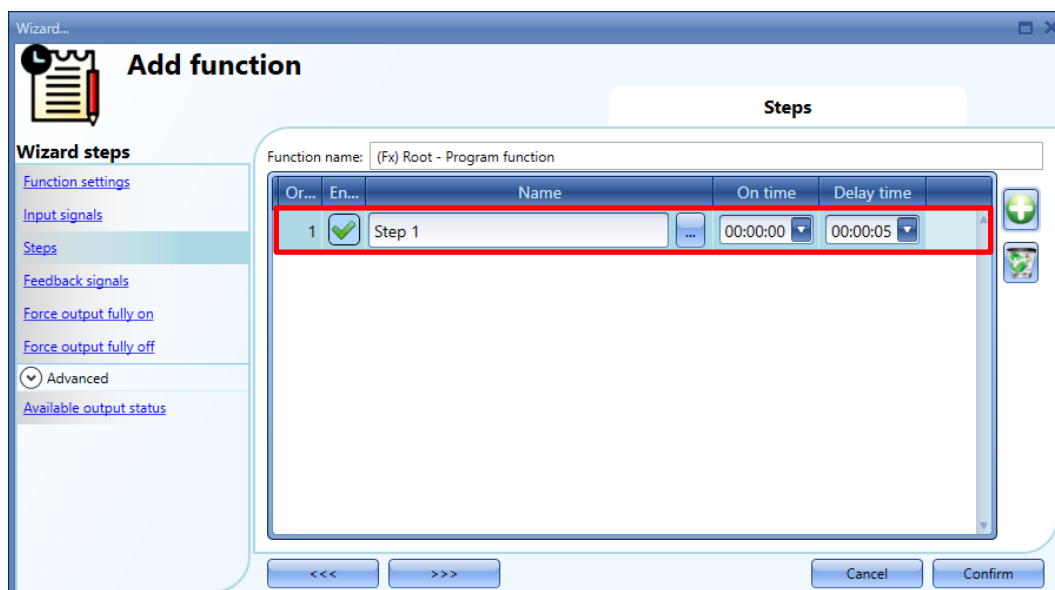 Wizard...
Add function
Steps
Wizard steps
Function settings
Input signals
Steps
Feedback signals
Force output fully on
Force output fully off
Advanced
Available output status
Function name: (Fx) Root - Program function
Or... En... Name On time Delay time
1 Step 1 ... 00:00:00 00:00:05
<<< >>> Cancel Confirm